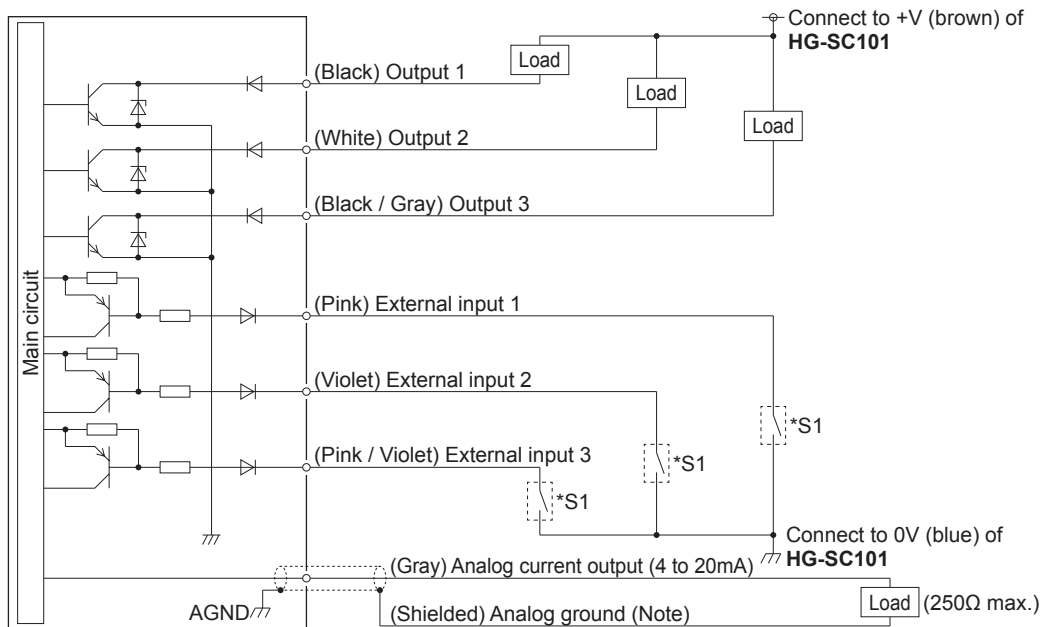 Connect to +V (brown) of
HG-SC101
Load
(Black) Output 1
Load
Load
(White) Output 2
(Black / Gray) Output 3
Main circuit
(Pink) External input 1
(Violet) External input 2
*S1
(Pink / Violet) External input 3
*S1
*S1
Connect to 0V (blue) of
HG-SC101
(Gray) Analog current output (4 to 20mA)
AGND
(Shielded) Analog ground (Note)
Load (250Ω max.)